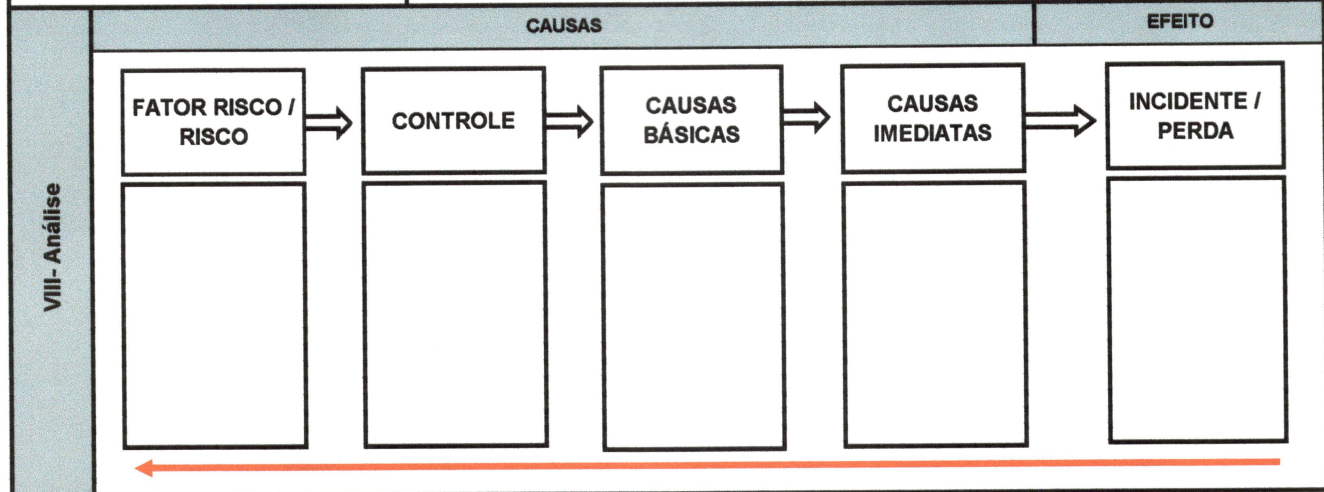 CAUSAS
EFEITO
FATOR RISCO /
RISCO
CONTROLE
CAUSAS
BÁSICAS
CAUSAS
IMEDIATAS
INCIDENTE /
PERDA
VIII- Análise